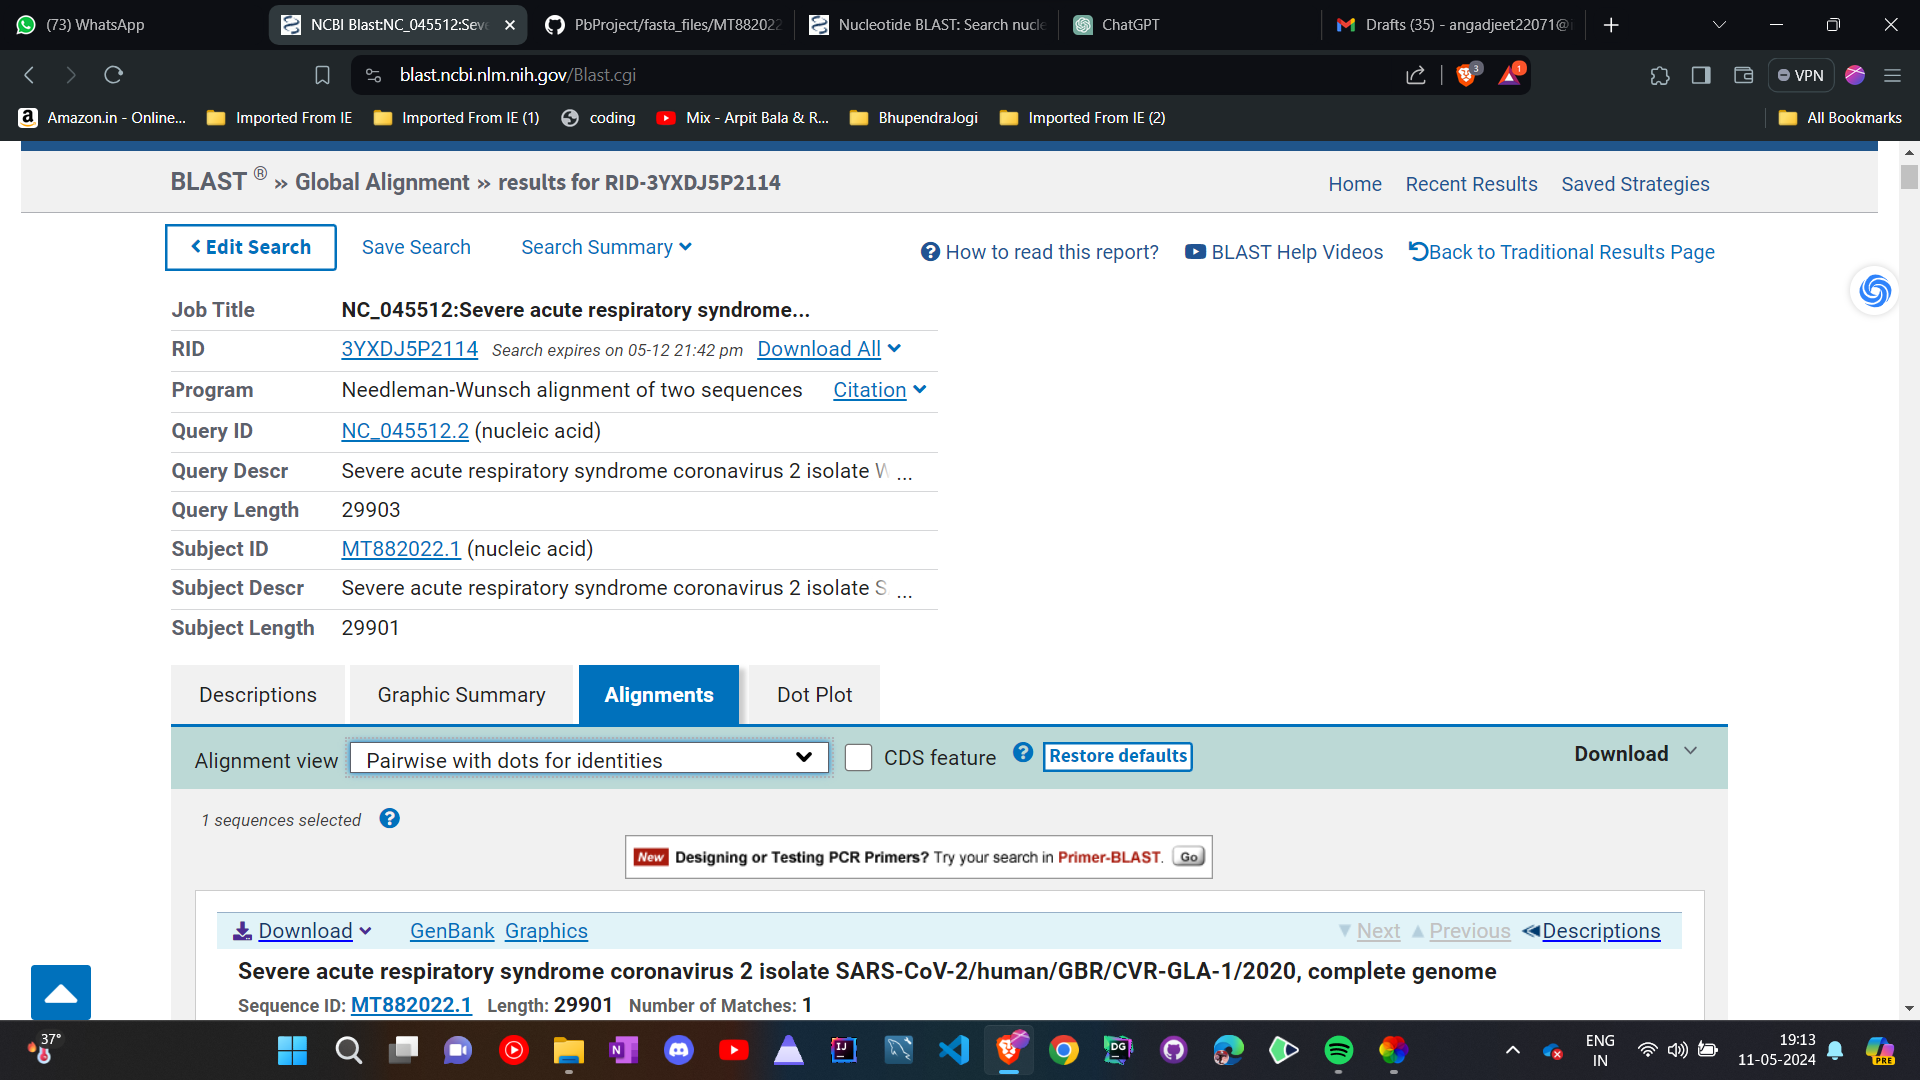 (73) WhatsApp
NCBI Blast:NC_045512:Seve
PbProject/fasta_files/MT882022
Nucleotide BLAST: Search nucle
ChatGPT
Drafts (35) - angadjeet22071@i
blast.ncbi.nlm.nih.gov/Blast.cgi
3
1
VPN
Amazon.in - Online...
Imported From IE
Imported From IE (1)
coding
Mix - Arpit Bala & R...
BhupendraJogi
Imported From IE (2)
All Bookmarks
BLAST ® » Global Alignment » results for RID-3YXDJ5P2114
Home
Recent Results
Saved Strategies
Edit Search
Save Search
Search Summary
How to read this report?
BLAST Help Videos
Back to Traditional Results Page
Job Title NC_045512:Severe acute respiratory syndrome...
RID 3YXDJ5P2114 Search expires on 05-12 21:42 pm Download All
Program Needleman-Wunsch alignment of two sequences Citation
Query ID NC_045512.2 (nucleic acid)
Query Descr Severe acute respiratory syndrome coronavirus 2 isolate W ...
Query Length 29903
Subject ID MT882022.1 (nucleic acid)
Subject Descr Severe acute respiratory syndrome coronavirus 2 isolate S ...
Subject Length 29901
Descriptions
Graphic Summary
Alignments
Dot Plot
Alignment view Pairwise with dots for identities CDS feature ? Restore defaults Download
1 sequences selected ?
New Designing or Testing PCR Primers? Try your search in Primer-BLAST. Go
Download GenBank Graphics Next Previous Descriptions
Severe acute respiratory syndrome coronavirus 2 isolate SARS-CoV-2/human/GBR/CVR-GLA-1/2020, complete genome
Sequence ID: MT882022.1 Length: 29901 Number of Matches: 1
37°
N
IJ
DG
ENG
IN
19:13
11-05-2024
PRE